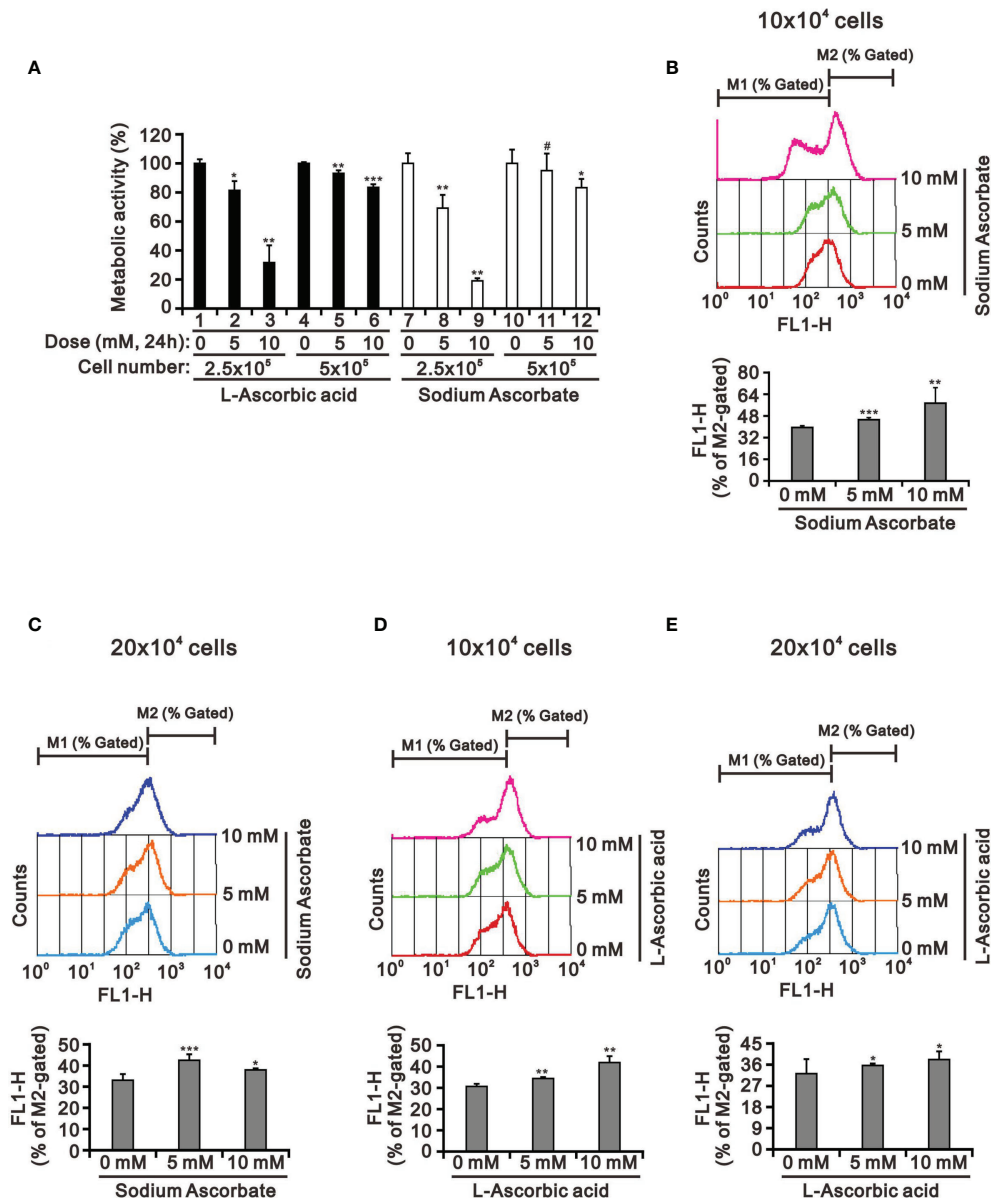 A
Metabolic activity (%)
120
100
80
60
40
20
0
* ** ** *** ** ** # *
1 2 3 4 5 6 7 8 9 10 11 12
Dose (mM, 24h): 0 5 10 0 5 10 0 5 10 0 5 10
Cell number: 2.5x10⁵ 5x10⁵ 2.5x10⁵ 5x10⁵
L-Ascorbic acid Sodium Ascorbate
10x10⁴ cells
B
M2 (% Gated)
M1 (% Gated)
Counts
10 mM
5 mM
0 mM
Sodium Ascorbate
10⁰ 10¹ 10² 10³ 10⁴
FL1-H
FL1-H
(% of M2-gated)
80
64
48
32
16
0
*** **
0 mM 5 mM 10 mM
Sodium Ascorbate
C
20x10⁴ cells
M2 (% Gated)
M1 (% Gated)
Counts
10 mM
5 mM
0 mM
Sodium Ascorbate
10⁰ 10¹ 10² 10³ 10⁴
FL1-H
FL1-H
(% of M2-gated)
50
40
30
20
10
0
*** *
0 mM 5 mM 10 mM
Sodium Ascorbate
D
10x10⁴ cells
M2 (% Gated)
M1 (% Gated)
Counts
10 mM
5 mM
0 mM
L-Ascorbic acid
10⁰ 10¹ 10² 10³ 10⁴
FL1-H
FL1-H
(% of M2-gated)
50
40
30
20
10
0
** **
0 mM 5 mM 10 mM
L-Ascorbic acid
E
20x10⁴ cells
M2 (% Gated)
M1 (% Gated)
Counts
10 mM
5 mM
0 mM
L-Ascorbic acid
10⁰ 10¹ 10² 10³ 10⁴
FL1-H
FL1-H
(% of M2-gated)
45
36
27
18
9
0
* *
0 mM 5 mM 10 mM
L-Ascorbic acid